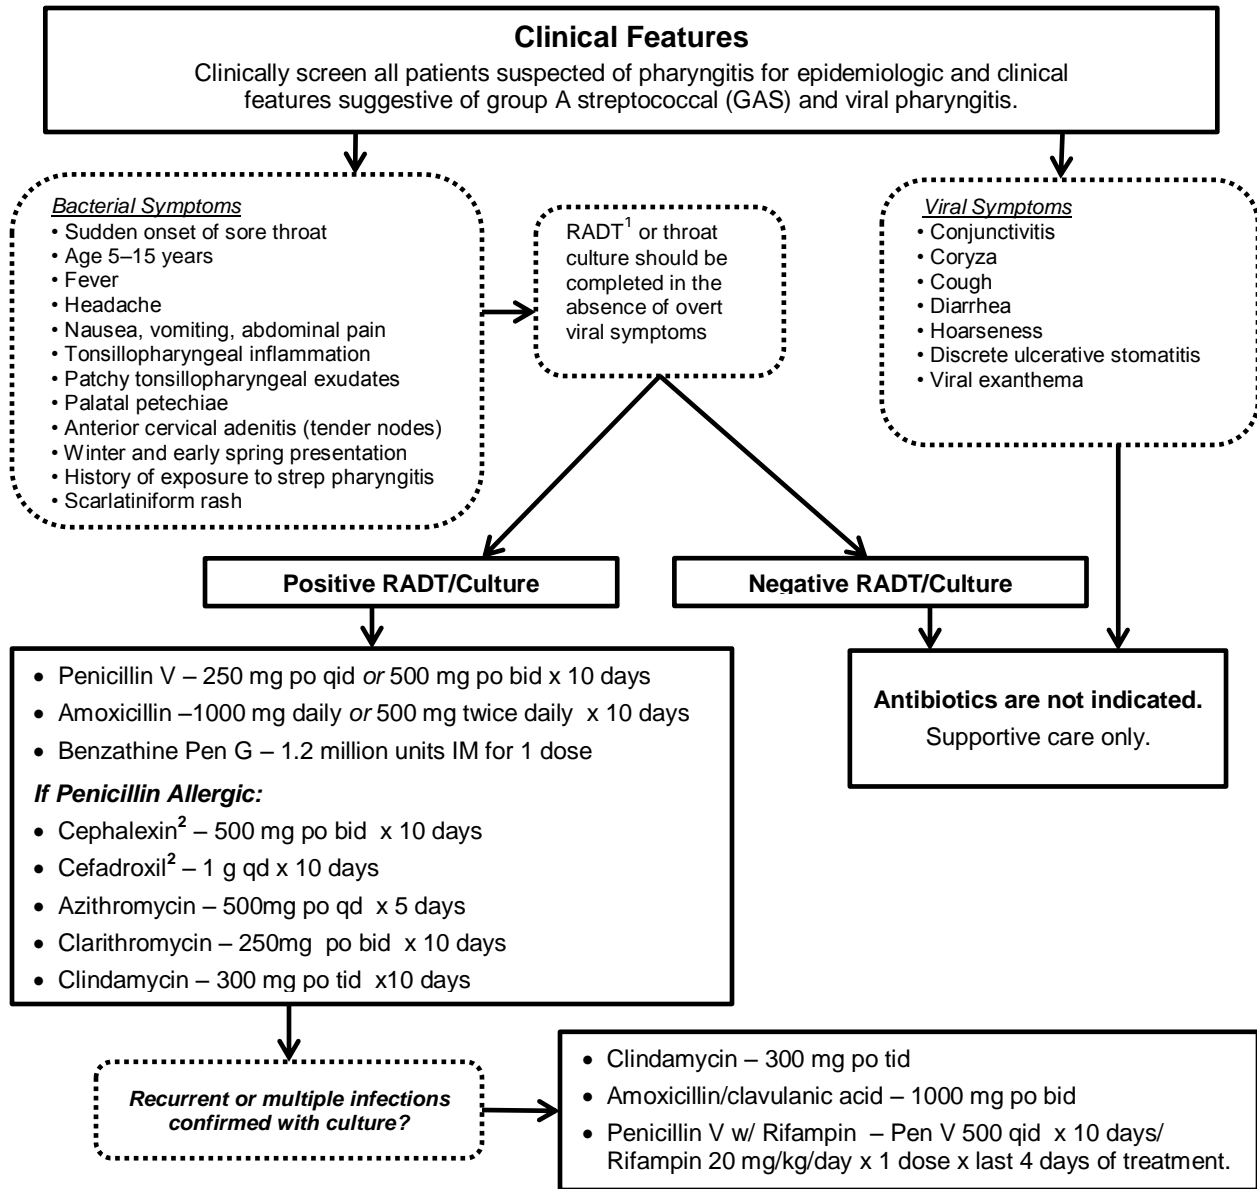 Clinical Features
Clinically screen all patients suspected of pharyngitis for epidemiologic and clinical
features suggestive of group A streptococcal (GAS) and viral pharyngitis.
Bacterial Symptoms
• Sudden onset of sore throat
• Age 5–15 years
• Fever
• Headache
• Nausea, vomiting, abdominal pain
• Tonsillopharyngeal inflammation
• Patchy tonsillopharyngeal exudates
• Palatal petechiae
• Anterior cervical adenitis (tender nodes)
• Winter and early spring presentation
• History of exposure to strep pharyngitis
• Scarlatiniform rash
RADT¹ or throat
culture should be
completed in the
absence of overt
viral symptoms
Viral Symptoms
• Conjunctivitis
• Coryza
• Cough
• Diarrhea
• Hoarseness
• Discrete ulcerative stomatitis
• Viral exanthema
Positive RADT/Culture
Negative RADT/Culture
• Penicillin V – 250 mg po qid or 500 mg po bid x 10 days
• Amoxicillin –1000 mg daily or 500 mg twice daily x 10 days
• Benzathine Pen G – 1.2 million units IM for 1 dose
If Penicillin Allergic:
• Cephalexin² – 500 mg po bid x 10 days
• Cefadroxil² – 1 g qd x 10 days
• Azithromycin – 500mg po qd x 5 days
• Clarithromycin – 250mg po bid x 10 days
• Clindamycin – 300 mg po tid x10 days
Antibiotics are not indicated.
Supportive care only.
Recurrent or multiple infections
confirmed with culture?
• Clindamycin – 300 mg po tid
• Amoxicillin/clavulanic acid – 1000 mg po bid
• Penicillin V w/ Rifampin – Pen V 500 qid x 10 days/
Rifampin 20 mg/kg/day x 1 dose x last 4 days of treatment.